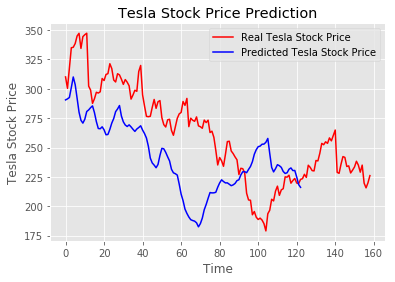 Tesla Stock Price Prediction
Real Tesla Stock Price
Predicted Tesla Stock Price
Tesla Stock Price
350
325
300
275
250
225
200
175
0 20 40 60 80 100 120 140 160
Time